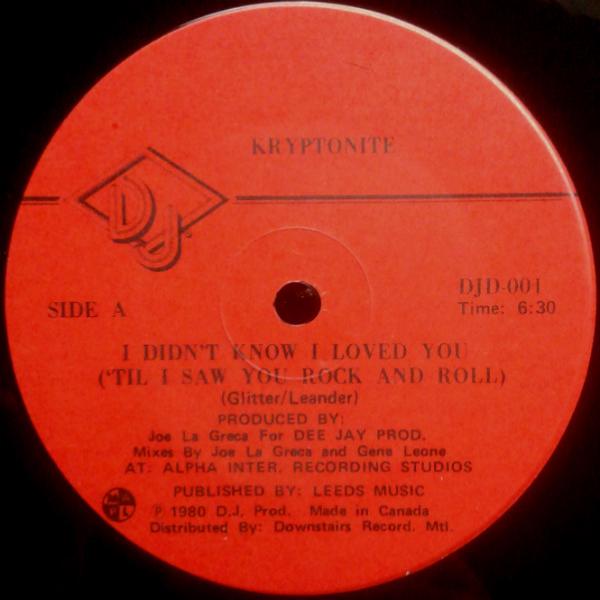 KRYPTONITE
DJ
SIDE A
DJD-001
Time: 6:30
I DIDN'T KNOW I LOVED YOU
('TIL I SAW YOU ROCK AND ROLL)
(Glitter/Leander)
PRODUCED BY:
Joe La Greca For DEE JAY PROD.
Mixes By Joe La Greca and Gene Leone
AT: ALPHA INTER. RECORDING STUDIOS
PUBLISHED BY: LEEDS MUSIC
MAPL
℗ 1980 D.J. Prod. Made in Canada
Distributed By: Downstairs Record. Mtl.